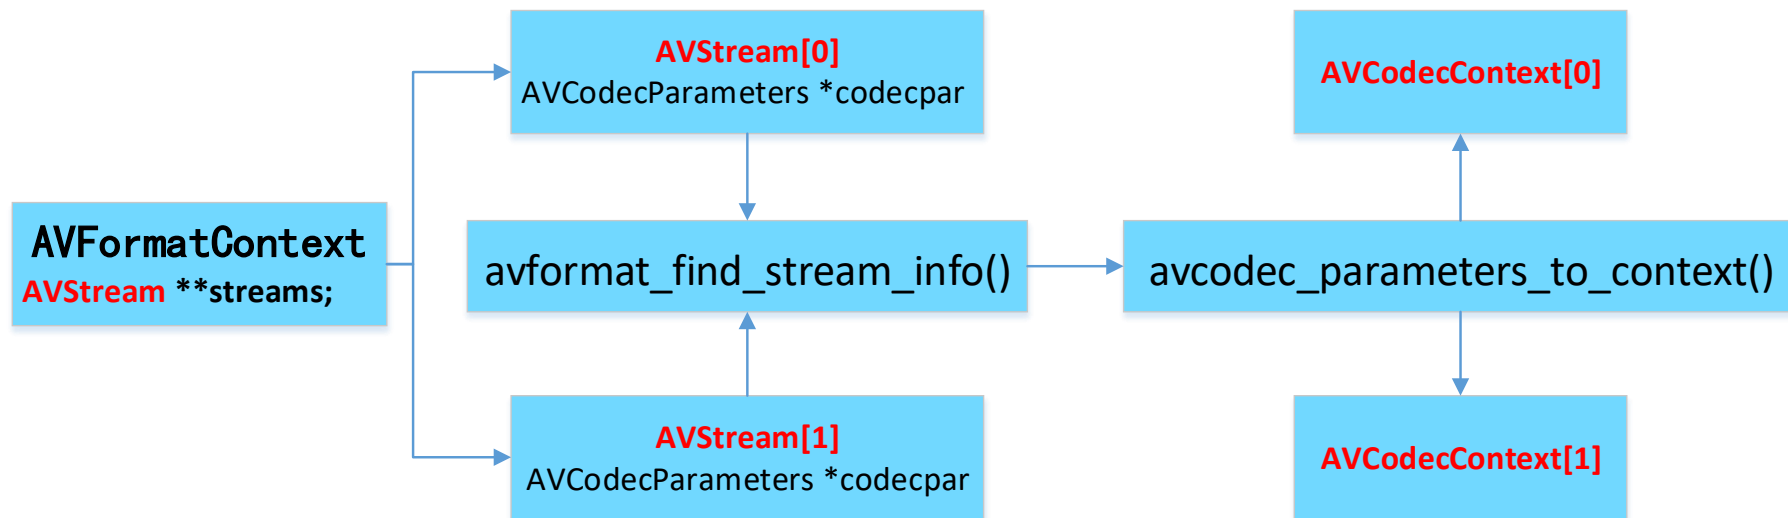 AVFormatContext
AVStream **streams;
AVStream[0]
AVCodecParameters *codecpar
avformat_find_stream_info()
AVStream[1]
AVCodecParameters *codecpar
AVCodecContext[0]
avcodec_parameters_to_context()
AVCodecContext[1]